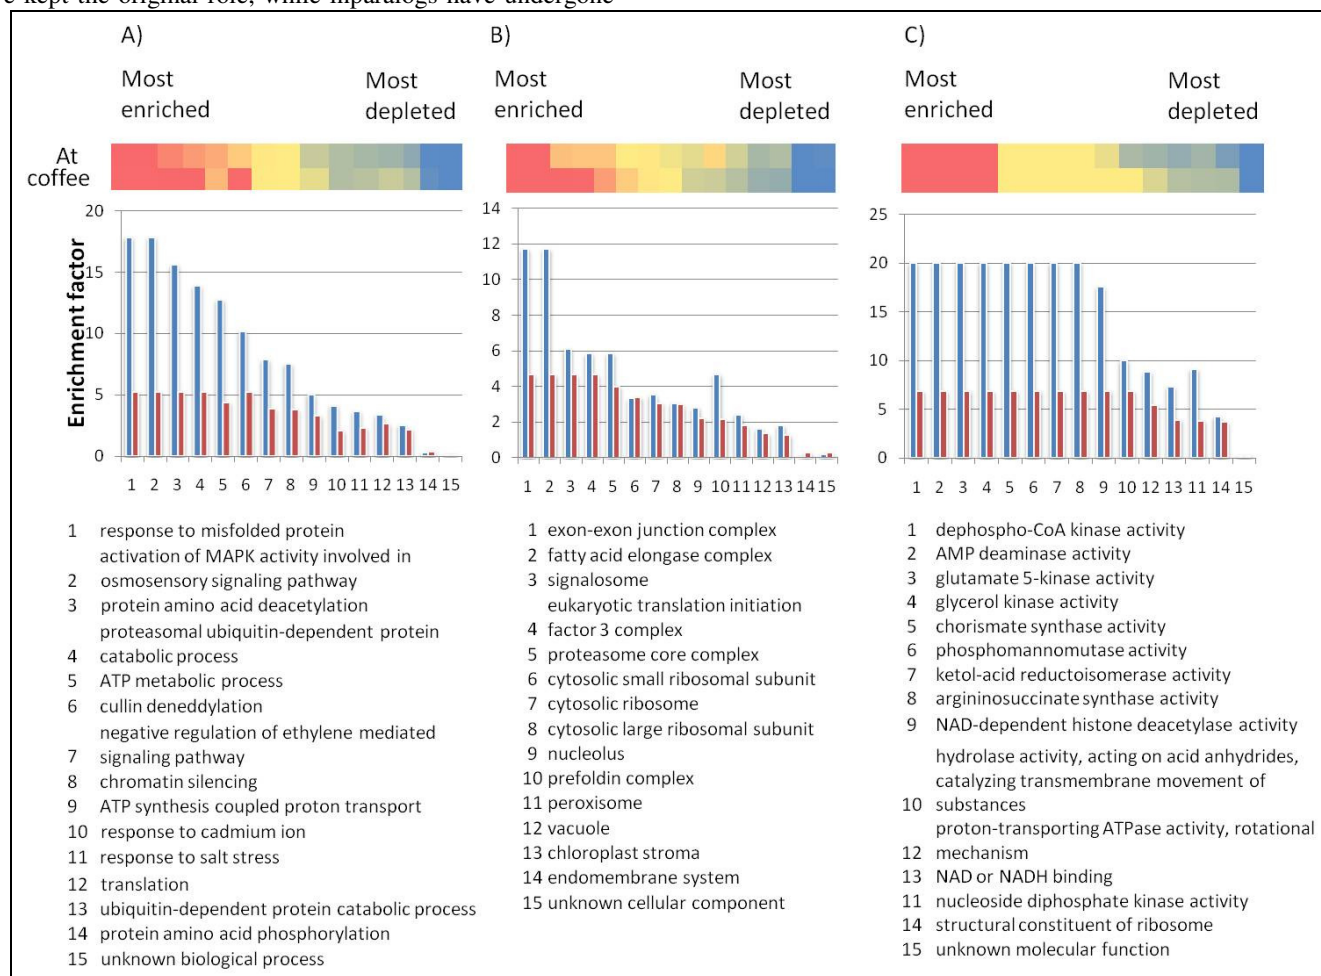 e kept the original role, while inparalogs have undergone
A)
Most
enriched
Most
depleted
At
coffee
Enrichment factor
20
15
10
5
0
1 2 3 4 5 6 7 8 9 10 11 12 13 14 15
1 response to misfolded protein
activation of MAPK activity involved in
2 osmosensory signaling pathway
3 protein amino acid deacetylation
proteasomal ubiquitin-dependent protein
4 catabolic process
5 ATP metabolic process
6 cullin deneddylation
negative regulation of ethylene mediated
7 signaling pathway
8 chromatin silencing
9 ATP synthesis coupled proton transport
10 response to cadmium ion
11 response to salt stress
12 translation
13 ubiquitin-dependent protein catabolic process
14 protein amino acid phosphorylation
15 unknown biological process
B)
Most
enriched
Most
depleted
14
12
10
8
6
4
2
0
1 2 3 4 5 6 7 8 9 10 11 12 13 14 15
1 exon-exon junction complex
2 fatty acid elongase complex
3 signalosome
eukaryotic translation initiation
4 factor 3 complex
5 proteasome core complex
6 cytosolic small ribosomal subunit
7 cytosolic ribosome
8 cytosolic large ribosomal subunit
9 nucleolus
10 prefoldin complex
11 peroxisome
12 vacuole
13 chloroplast stroma
14 endomembrane system
15 unknown cellular component
C)
Most
enriched
Most
depleted
25
20
15
10
5
0
1 2 3 4 5 6 7 8 9 10 12 13 11 14 15
1 dephospho-CoA kinase activity
2 AMP deaminase activity
3 glutamate 5-kinase activity
4 glycerol kinase activity
5 chorismate synthase activity
6 phosphomannomutase activity
7 ketol-acid reductoisomerase activity
8 argininosuccinate synthase activity
9 NAD-dependent histone deacetylase activity
hydrolase activity, acting on acid anhydrides,
catalyzing transmembrane movement of
10 substances
proton-transporting ATPase activity, rotational
12 mechanism
13 NAD or NADH binding
11 nucleoside diphosphate kinase activity
14 structural constituent of ribosome
15 unknown molecular function